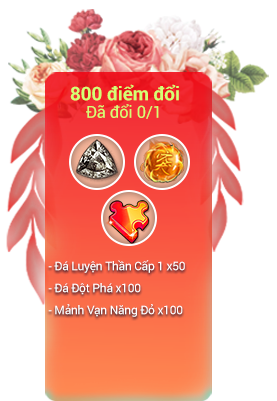 800 điểm đổi
Đã đổi 0/1
- Đá Luyện Thần Cấp 1 x50
- Đá Đột Phá x100
- Mảnh Vạn Năng Đỏ x100